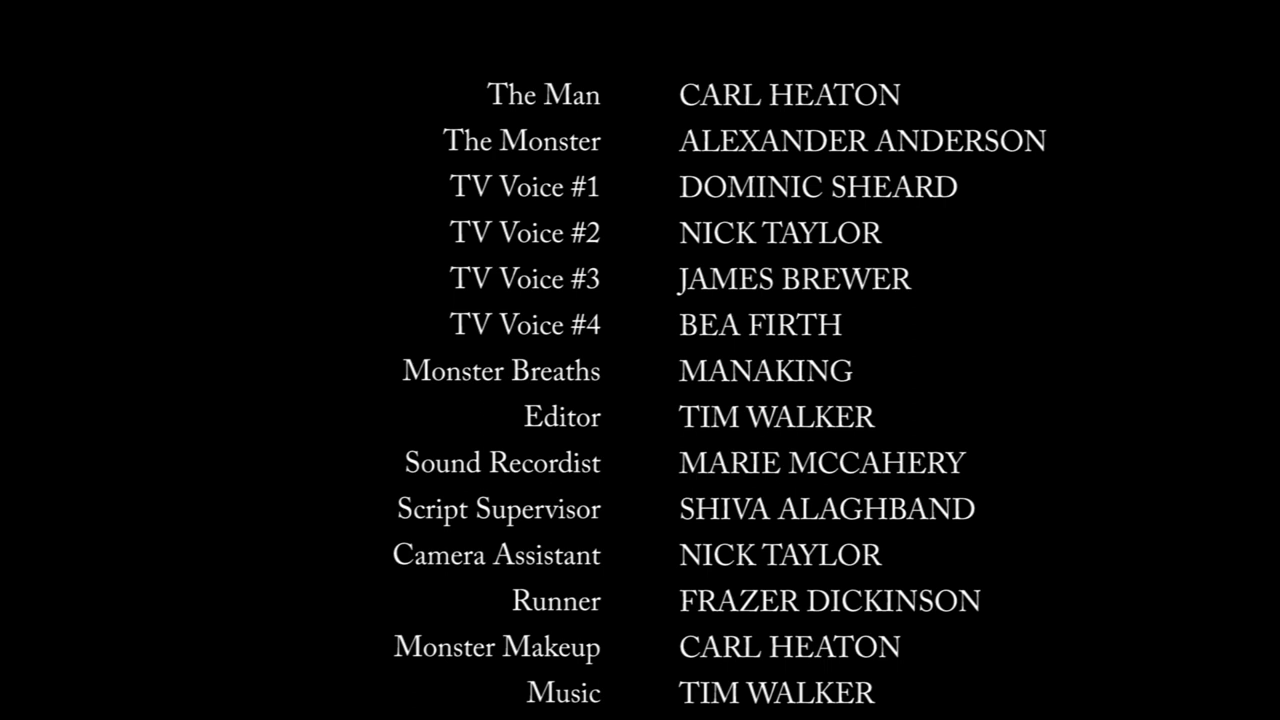 The Man CARL HEATON
The Monster ALEXANDER ANDERSON
TV Voice #1 DOMINIC SHEARD
TV Voice #2 NICK TAYLOR
TV Voice #3 JAMES BREWER
TV Voice #4 BEA FIRTH
Monster Breaths MANAKING
Editor TIM WALKER
Sound Recordist MARIE MCCAHERY
Script Supervisor SHIVA ALAGHBAND
Camera Assistant NICK TAYLOR
Runner FRAZER DICKINSON
Monster Makeup CARL HEATON
Music TIM WALKER